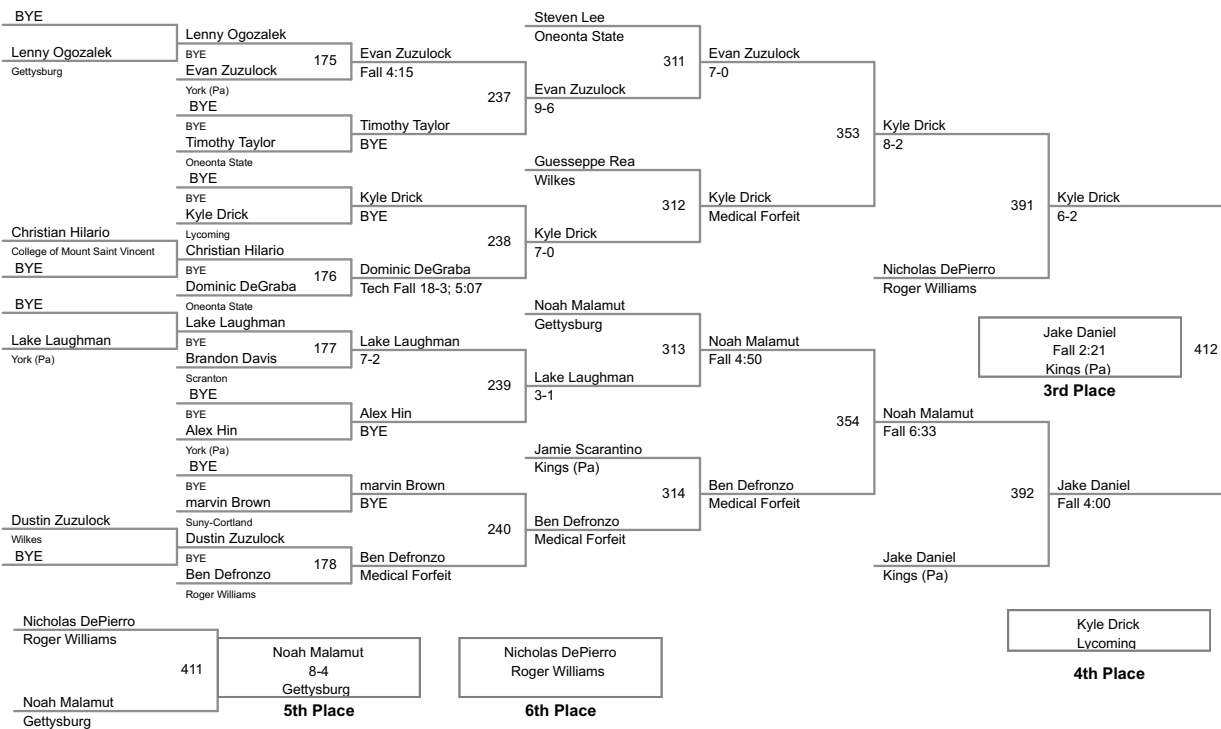 BYE
Lenny Ogozalek
Gettysburg
Christian Hilario
College of Mount Saint Vincent
BYE
BYE
Lake Laughman
York (Pa)
Dustin Zuzulock
Wilkes
BYE
Lenny Ogozalek
BYE
175
Evan Zuzulock
York (Pa)
BYE
BYE
Timothy Taylor
Oneonta State
BYE
BYE
Kyle Drick
Lycoming
Christian Hilario
BYE
176
Dominic DeGraba
Oneonta State
Lake Laughman
BYE
177
Brandon Davis
Scranton
BYE
BYE
Alex Hin
York (Pa)
BYE
BYE
marvin Brown
Suny-Cortland
Dustin Zuzulock
BYE
178
Ben Defronzo
Roger Williams
Evan Zuzulock
Fall 4:15
237
Timothy Taylor
BYE
Kyle Drick
BYE
238
Dominic DeGraba
Tech Fall 18-3; 5:07
Lake Laughman
7-2
239
Alex Hin
BYE
marvin Brown
BYE
240
Ben Defronzo
Medical Forfeit
Steven Lee
Oneonta State
311
Evan Zuzulock
9-6
Guesseppe Rea
Wilkes
312
Kyle Drick
7-0
Noah Malamut
Gettysburg
313
Lake Laughman
3-1
Jamie Scarantino
Kings (Pa)
314
Ben Defronzo
Medical Forfeit
Evan Zuzulock
7-0
353
Kyle Drick
Medical Forfeit
Noah Malamut
Fall 4:50
354
Ben Defronzo
Medical Forfeit
Kyle Drick
8-2
391
Nicholas DePierro
Roger Williams
Noah Malamut
Fall 6:33
392
Jake Daniel
Kings (Pa)
Kyle Drick
6-2
Jake Daniel
Fall 2:21
Kings (Pa)
412
3rd Place
Jake Daniel
Fall 4:00
Kyle Drick
Lycoming
4th Place
Nicholas DePierro
Roger Williams
411
Noah Malamut
Gettysburg
Noah Malamut
8-4
Gettysburg
5th Place
Nicholas DePierro
Roger Williams
6th Place